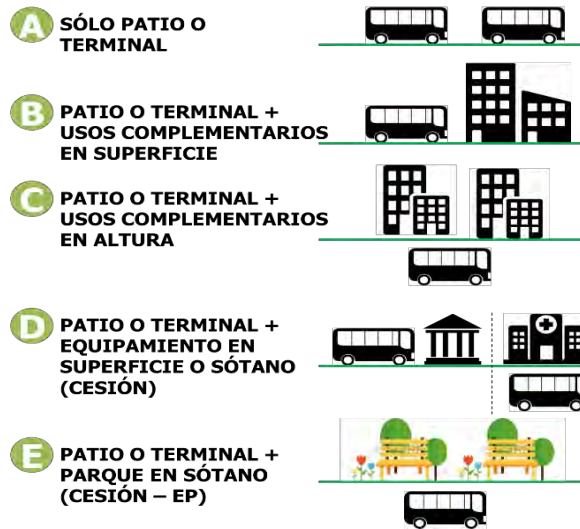 A SÓLO PATIO O
TERMINAL
B PATIO O TERMINAL +
USOS COMPLEMENTARIOS
EN SUPERFICIE
C PATIO O TERMINAL +
USOS COMPLEMENTARIOS
EN ALTURA
D PATIO O TERMINAL +
EQUIPAMIENTO EN
SUPERFICIE O SÓTANO
(CESIÓN)
E PATIO O TERMINAL +
PARQUE EN SÓTANO
(CESIÓN – EP)